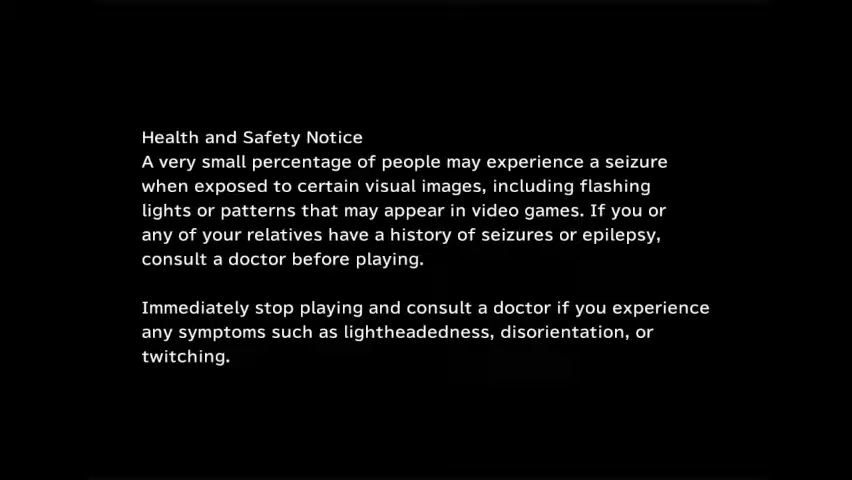 Health and Safety Notice
A very small percentage of people may experience a seizure
when exposed to certain visual images, including flashing
lights or patterns that may appear in video games. If you or
any of your relatives have a history of seizures or epilepsy,
consult a doctor before playing.
Immediately stop playing and consult a doctor if you experience
any symptoms such as lightheadedness, disorientation, or
twitching.